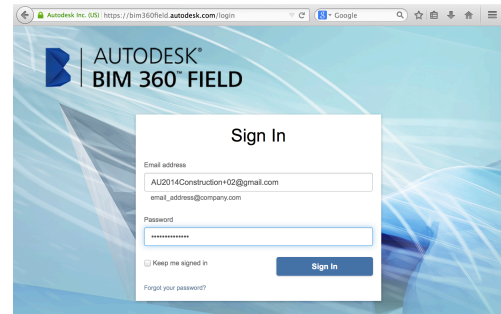 Autodesk Inc. (US) https://bim360field.autodesk.com/login
Google
AUTODESK®
BIM 360™ FIELD
Sign In
Email address
AU2014Construction+02@gmail.com
email_address@company.com
Password
••••••••••••••
Keep me signed in
Sign In
Forgot your password?